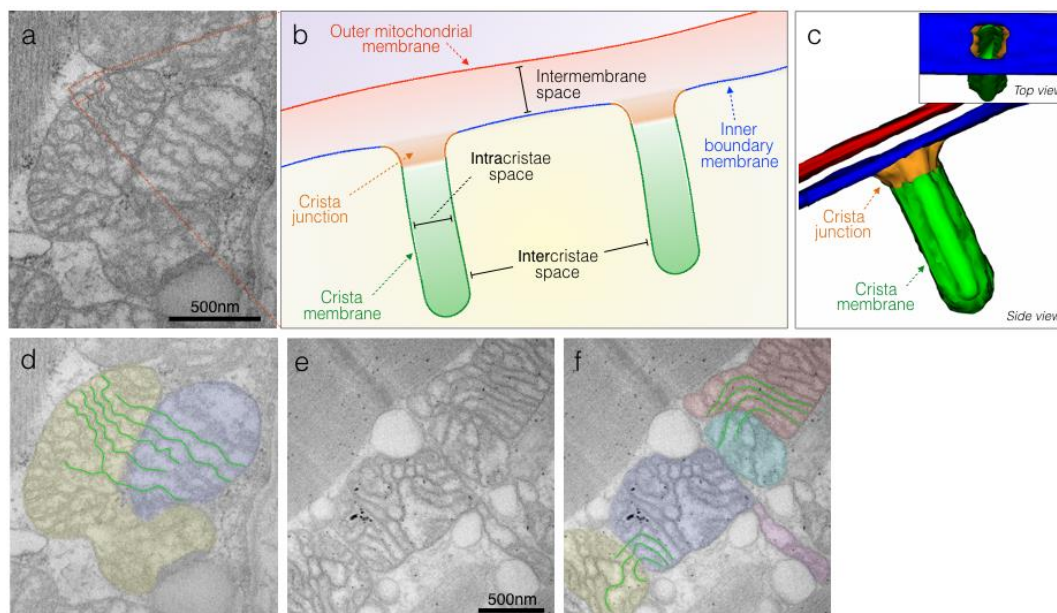 a
500nm
b
Outer mitochondrial
membrane
Intermembrane
space
Intracristae
space
Inner
boundary
membrane
Crista
junction
Intercristae
space
Crista
membrane
c
Top view
Crista
junction
Crista
membrane
Side view
d
e
500nm
f